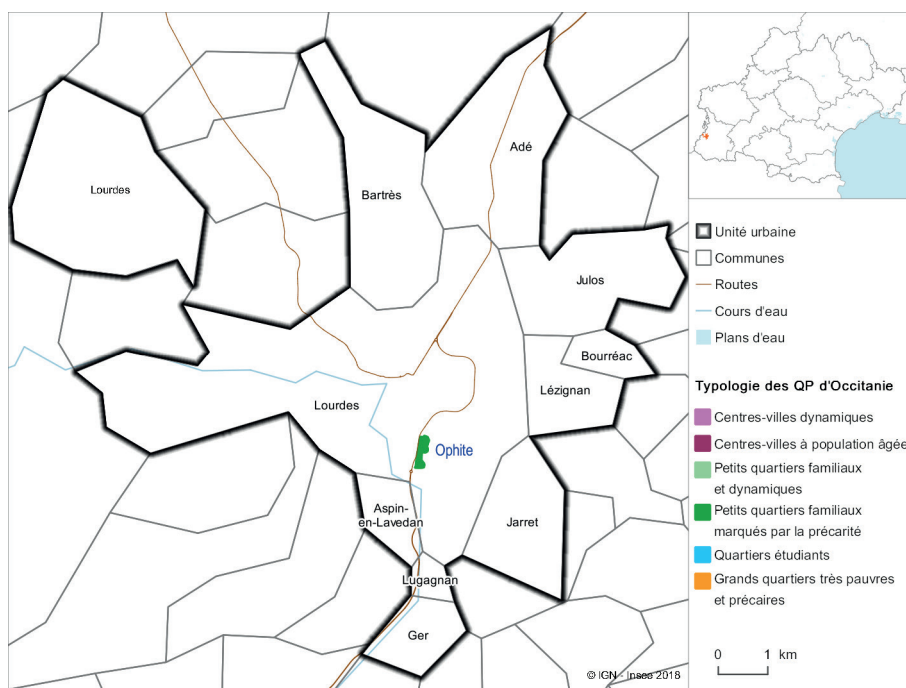 Adé
Lourdes
Bartrès
Julos
Bourréac
Lézignan
Lourdes
Ophite
Aspin-
en-Lavedan
Jarret
Lugagnan
Ger
© IGN - Insee 2018
Unité urbaine
Communes
Routes
Cours d'eau
Plans d'eau
Typologie des QP d'Occitanie
Centres-villes dynamiques
Centres-villes à population âgée
Petits quartiers familiaux
et dynamiques
Petits quartiers familiaux
marqués par la précarité
Quartiers étudiants
Grands quartiers très pauvres
et précaires
0 1 km